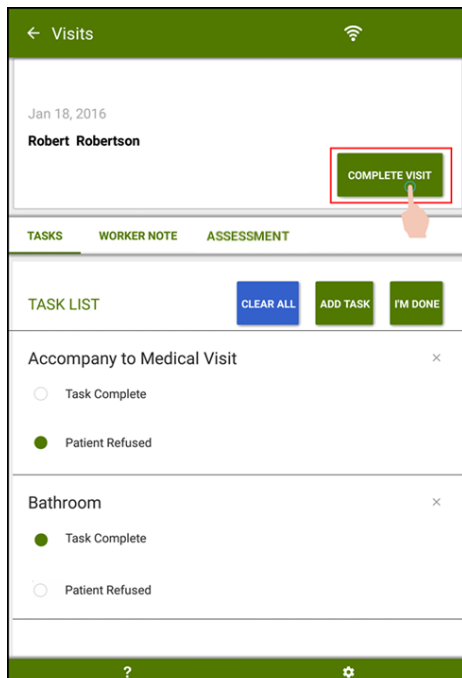 Visits
Jan 18, 2016
Robert Robertson
COMPLETE VISIT
TASKS WORKER NOTE ASSESSMENT
TASK LIST CLEAR ALL ADD TASK I'M DONE
Accompany to Medical Visit ×
Task Complete
Patient Refused
Bathroom ×
Task Complete
Patient Refused
?